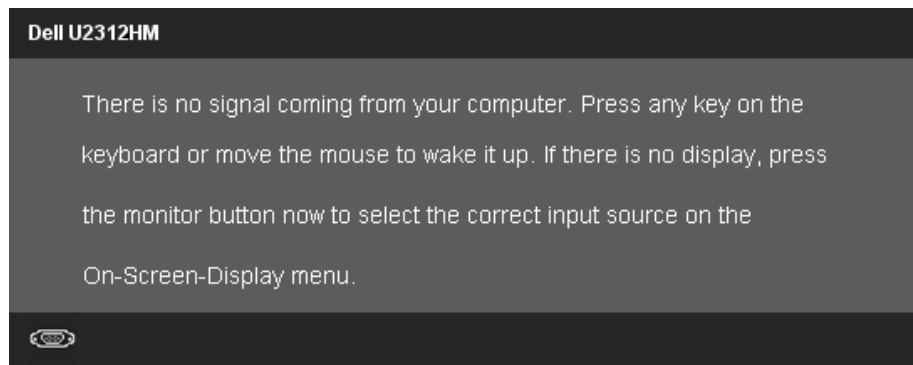 Dell U2312HM
There is no signal coming from your computer. Press any key on the
keyboard or move the mouse to wake it up. If there is no display, press
the monitor button now to select the correct input source on the
On-Screen-Display menu.